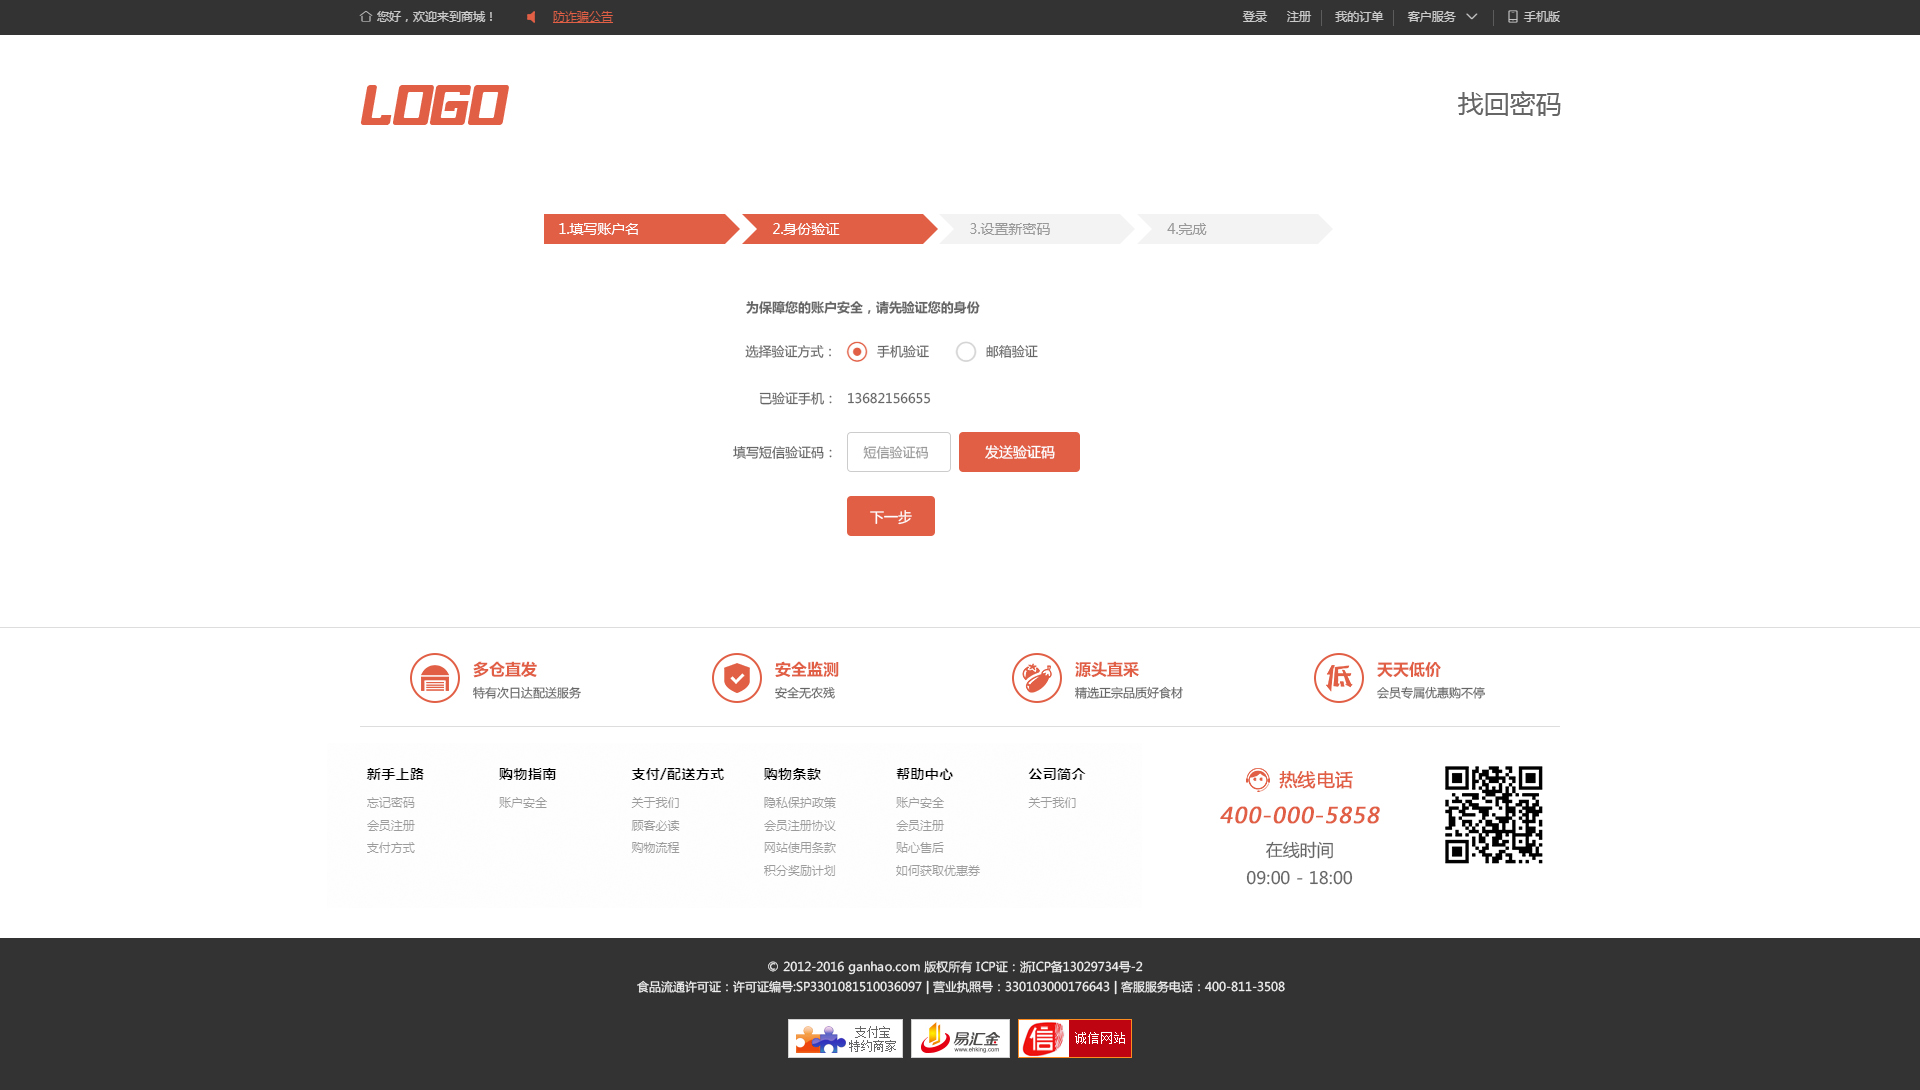 您好，欢迎来到商城！ 防诈骗公告 登录 注册 我的订单 客户服务 手机版
LOGO 找回密码
1.填写账户名 2.身份验证 3.设置新密码 4.完成
为保障您的账户安全，请先验证您的身份
选择验证方式： 手机验证 邮箱验证
已验证手机： 13682156655
填写短信验证码： 短信验证码 发送验证码
下一步
多仓直发
特有次日达配送服务
安全监测
安全无农残
源头直采
精选正宗品质好食材
低
天天低价
会员专属优惠购不停
新手上路
忘记密码
会员注册
支付方式
购物指南
账户安全
支付/配送方式
关于我们
顾客必读
购物流程
购物条款
隐私保护政策
会员注册协议
网站使用条款
积分奖励计划
帮助中心
账户安全
会员注册
贴心售后
如何获取优惠券
公司简介
关于我们
热线电话
400-000-5858
在线时间
09:00 - 18:00
© 2012-2016 ganhao.com 版权所有 ICP证：浙ICP备13029734号-2
食品流通许可证：许可证编号:SP3301081510036097 | 营业执照号：330103000176643 | 客服服务电话：400-811-3508
支付宝
特约商家
易汇金
www.ehking.com
信 诚信网站